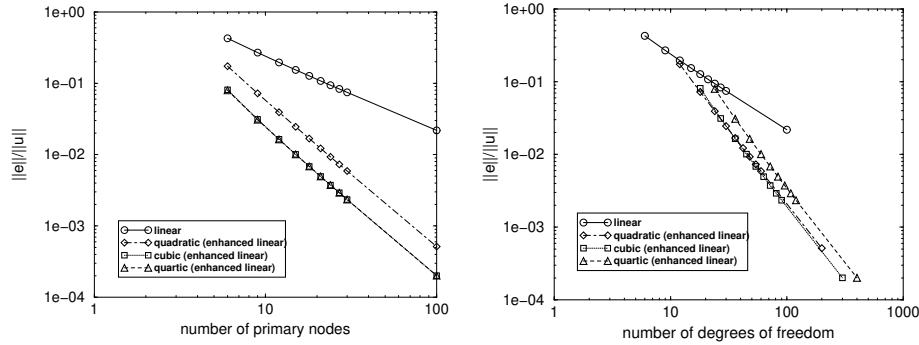 1e+00
1e−01
1e−02
1e−03
1e−04
||e||/||u||
1
10
100
number of primary nodes
linear
quadratic (enhanced linear)
cubic (enhanced linear)
quartic (enhanced linear)
1e+00
1e−01
1e−02
1e−03
1e−04
||e||/||u||
1
10
100
1000
number of degrees of freedom
linear
quadratic (enhanced linear)
cubic (enhanced linear)
quartic (enhanced linear)